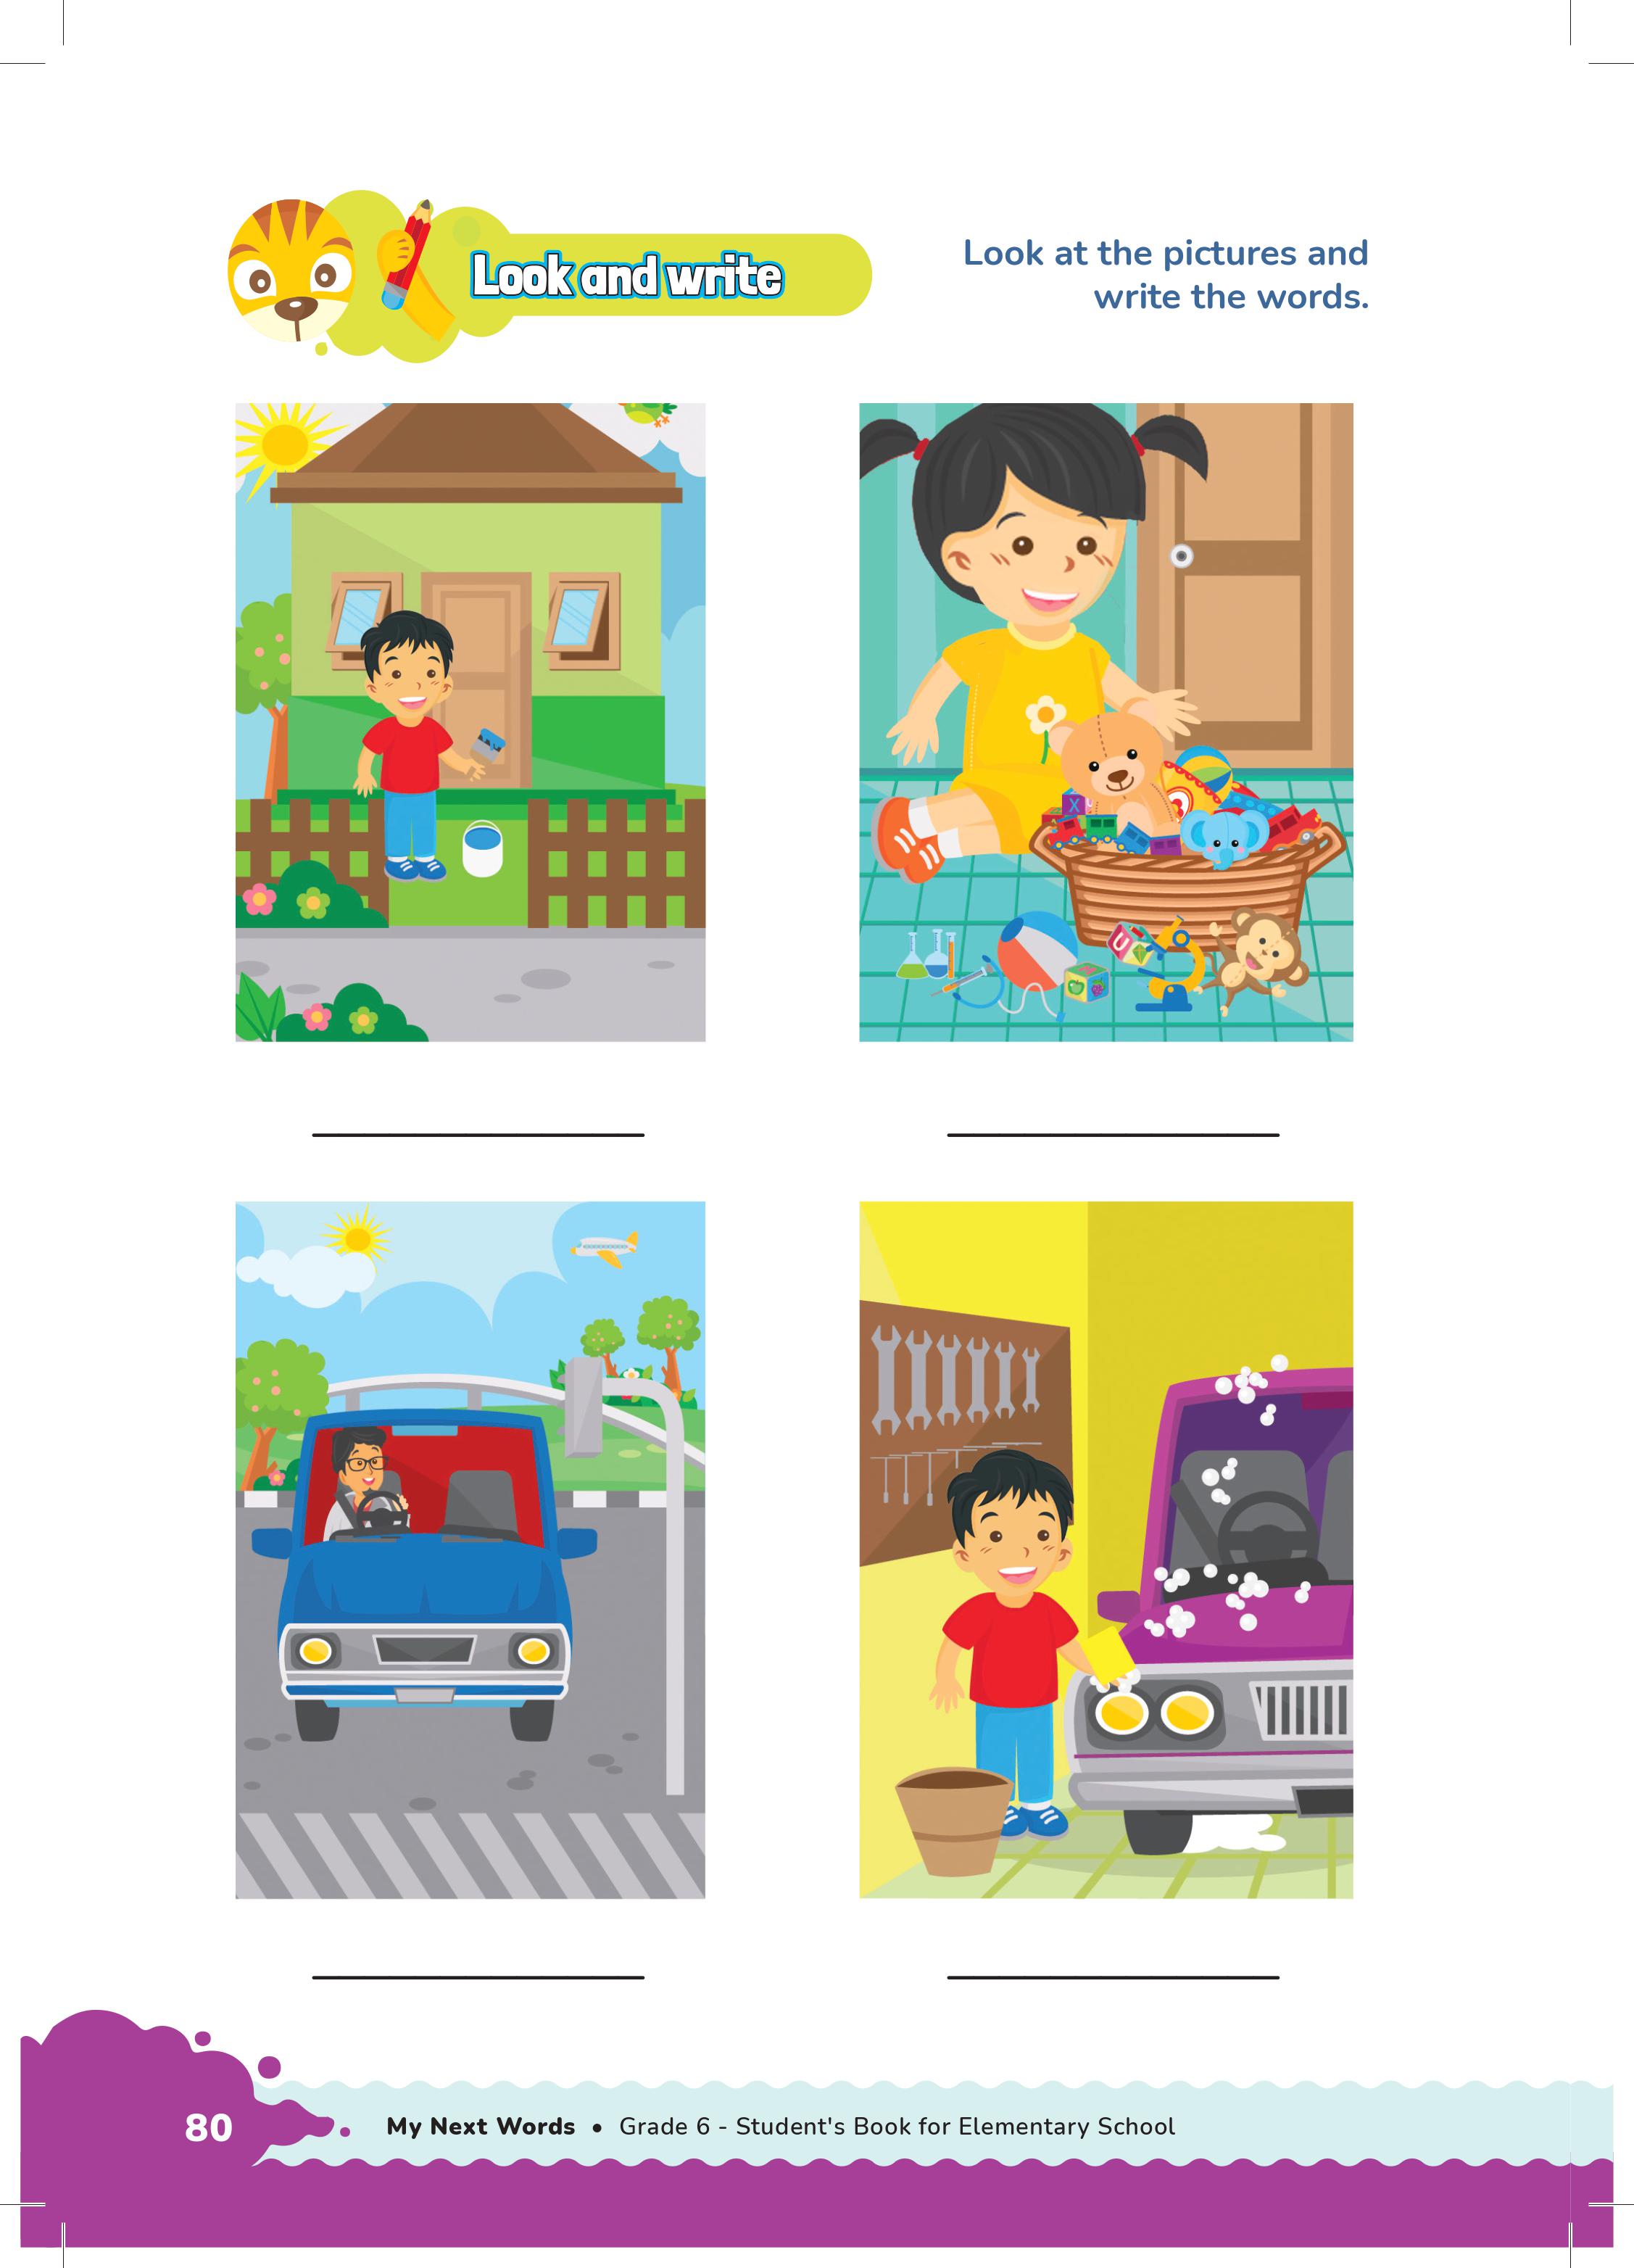 Look and write
Look at the pictures and
write the words.
80
My Next Words • Grade 6 - Student's Book for Elementary School